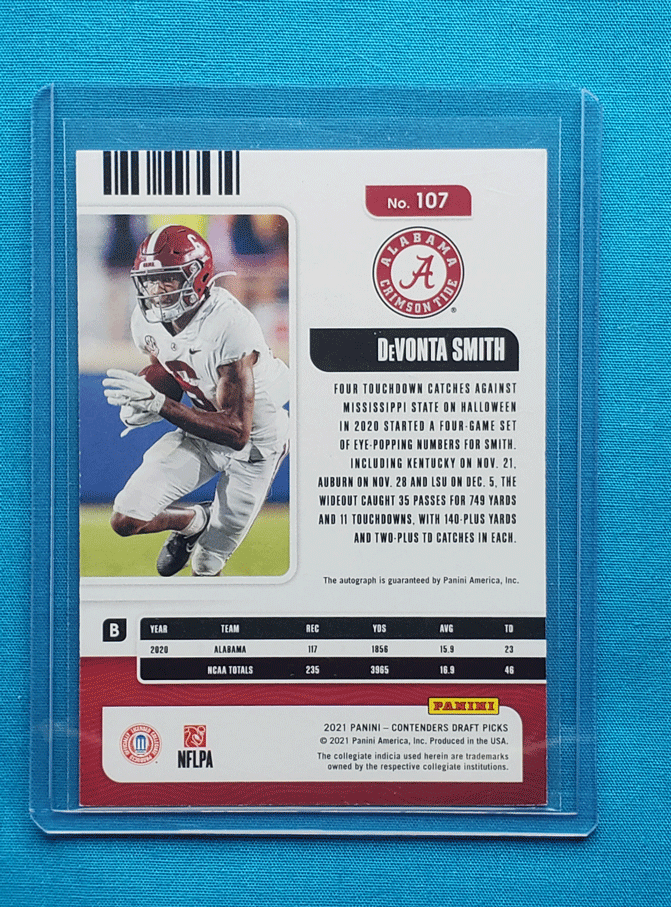 No. 107
ALABAMA
A
CRIMSON TIDE
®
DeVONTA SMITH
FOUR TOUCHDOWN CATCHES AGAINST
MISSISSIPPI STATE ON HALLOWEEN
IN 2020 STARTED A FOUR-GAME SET
OF EYE-POPPING NUMBERS FOR SMITH.
INCLUDING KENTUCKY ON NOV. 21,
AUBURN ON NOV. 28 AND LSU ON DEC. 5, THE
WIDEOUT CAUGHT 35 PASSES FOR 749 YARDS
AND 11 TOUCHDOWNS, WITH 140-PLUS YARDS
AND TWO-PLUS TD CATCHES IN EACH.
The autograph is guaranteed by Panini America, Inc.
B YEAR TEAM REC YDS AVG TD
2020 ALABAMA 117 1856 15.9 23
NCAA TOTALS 235 3965 16.9 46
PANINI
2021 PANINI – CONTENDERS DRAFT PICKS
© 2021 Panini America, Inc. Produced in the USA.
The collegiate indicia used herein are trademarks
owned by the respective collegiate institutions.
NFLPA